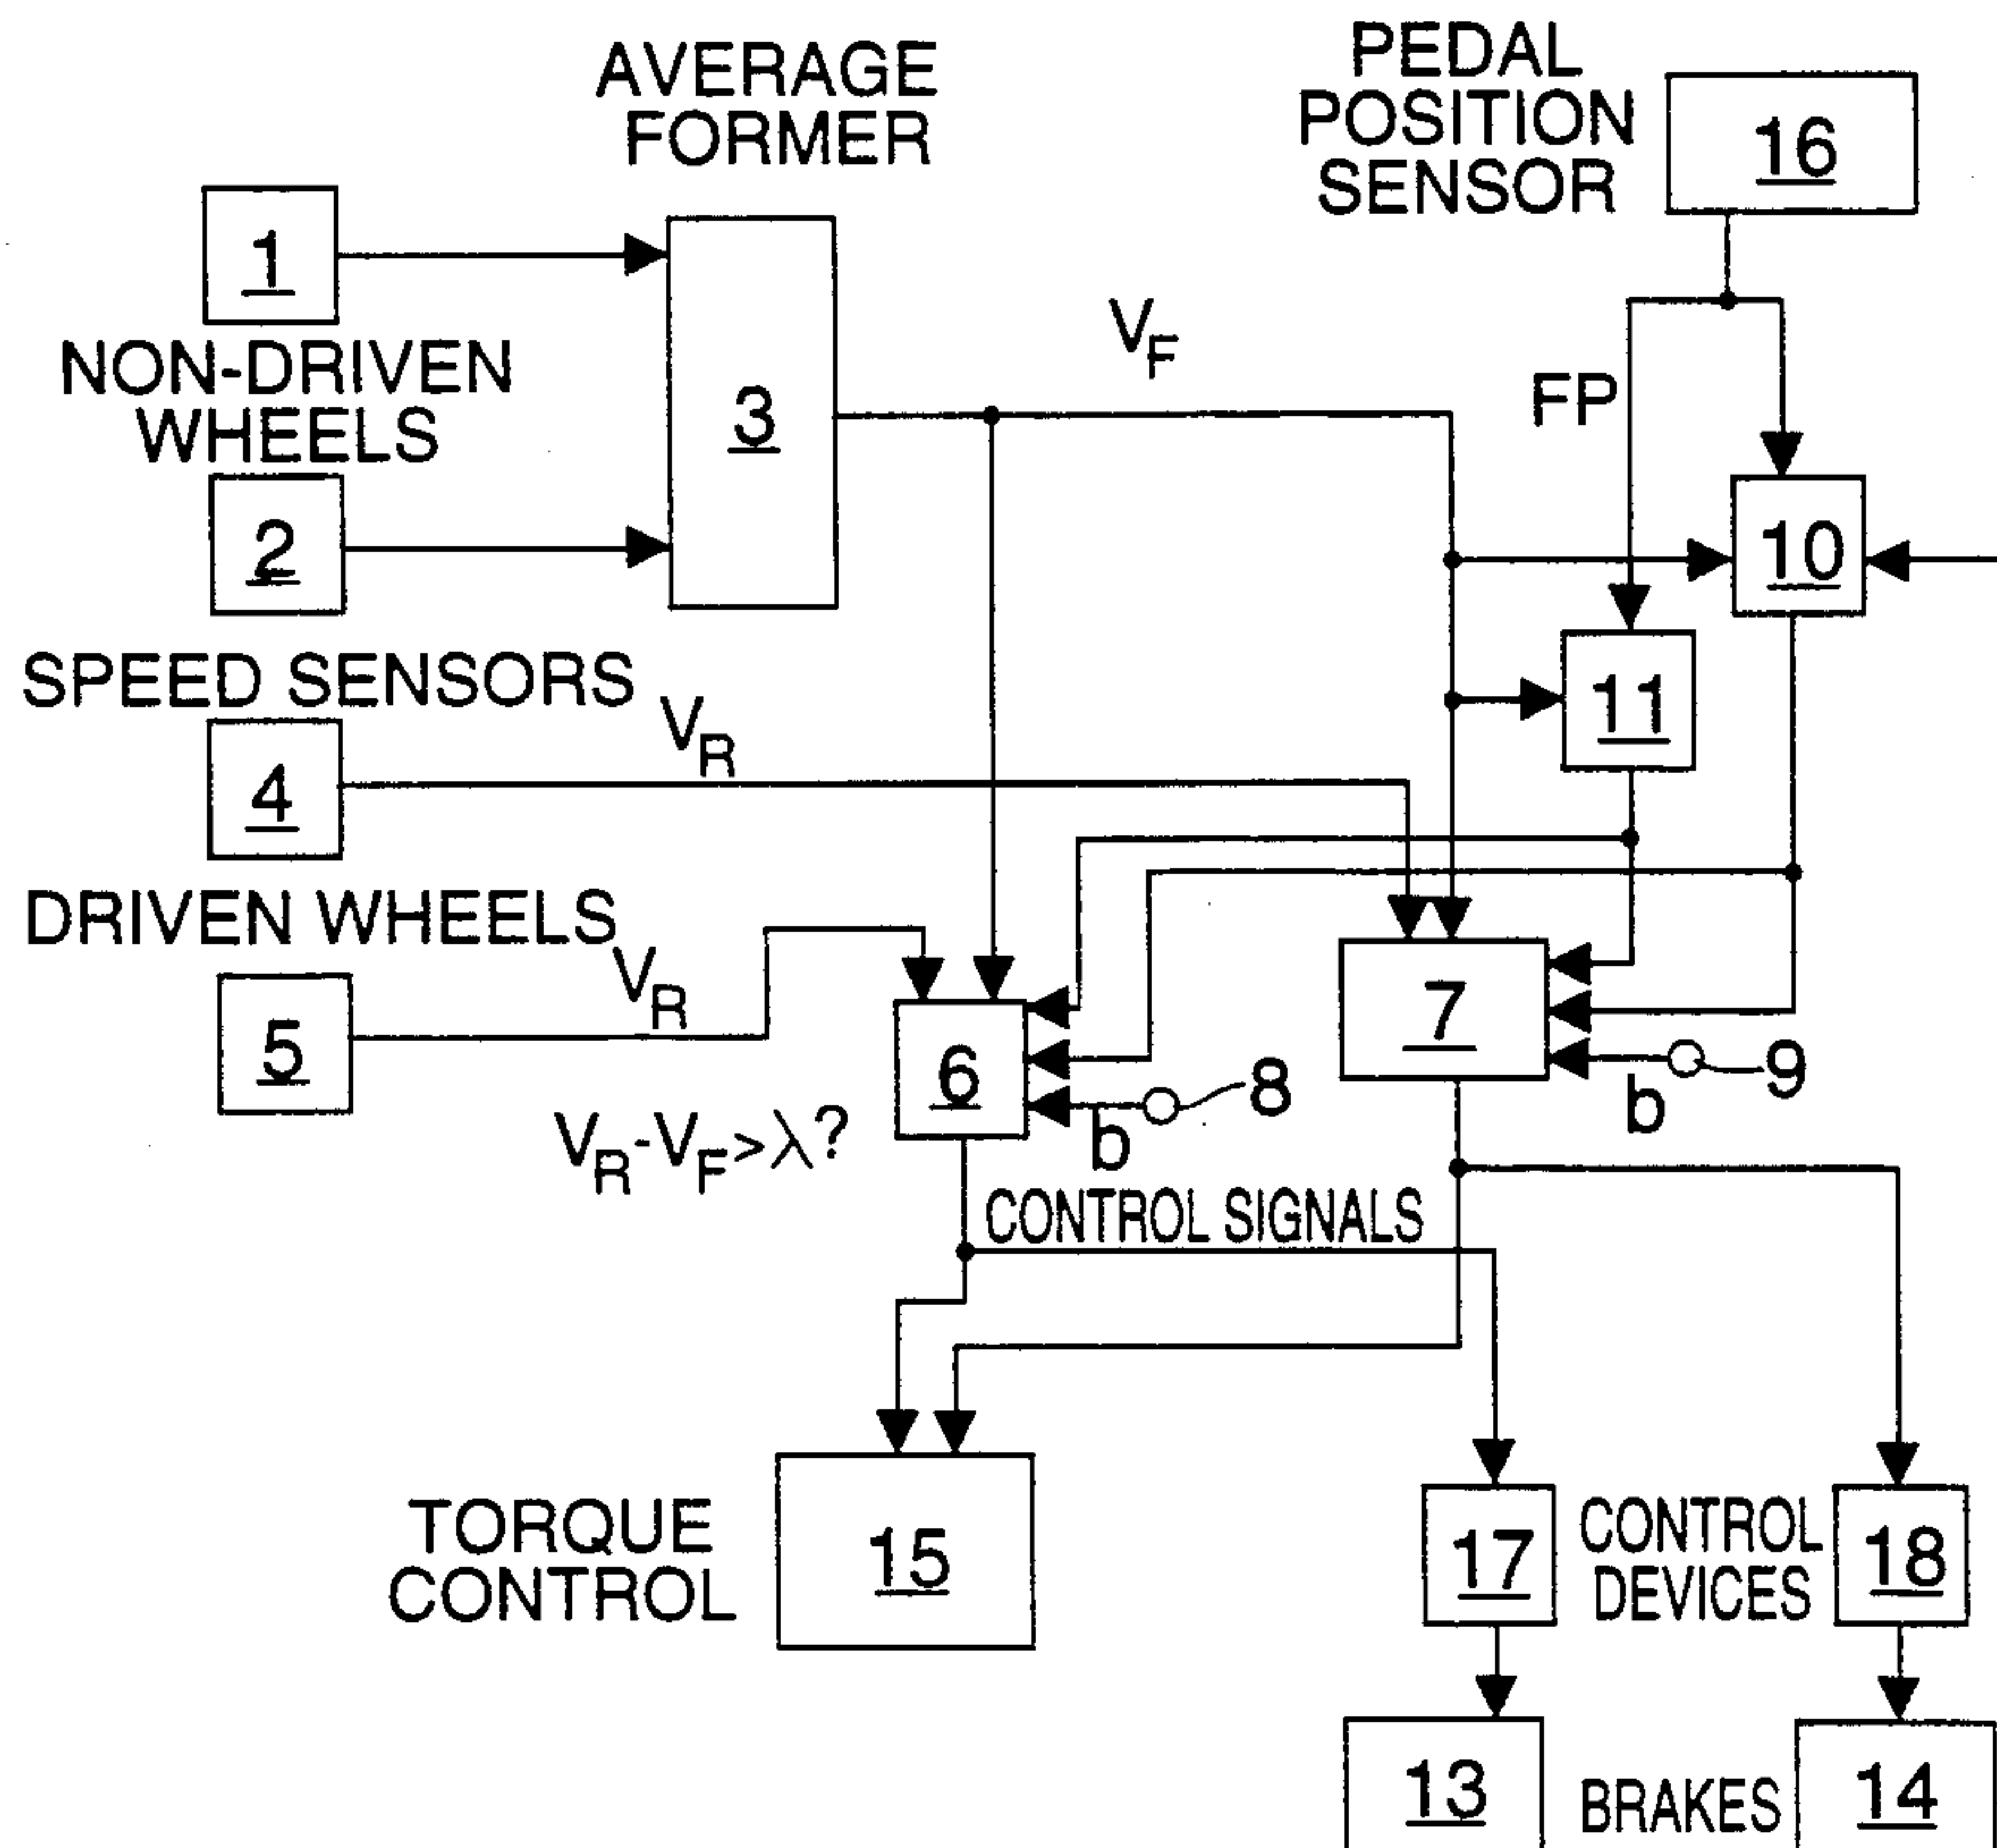 AVERAGE
FORMER
PEDAL
POSITION
SENSOR
16
1
NON-DRIVEN
WHEELS
2
3
V_F
FP
10
11
SPEED SENSORS
4
V_R
DRIVEN WHEELS
5
V_R
6
7
8
b
9
b
V_R-V_F>λ?
CONTROL SIGNALS
TORQUE
CONTROL
15
17
CONTROL
DEVICES
18
13
BRAKES
14